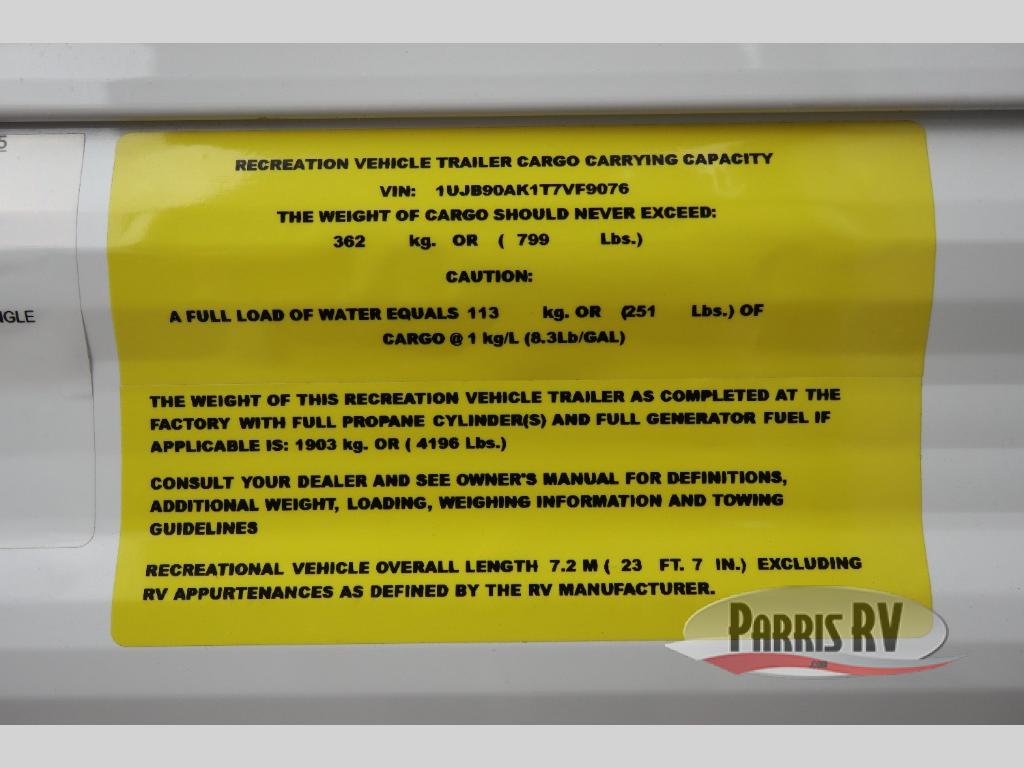 5
NGLE
RECREATION VEHICLE TRAILER CARGO CARRYING CAPACITY
VIN: 1UJB90AK1T7VF9076
THE WEIGHT OF CARGO SHOULD NEVER EXCEED:
362 kg. OR ( 799 Lbs.)
CAUTION:
A FULL LOAD OF WATER EQUALS 113 kg. OR (251 Lbs.) OF
CARGO @ 1 kg/L (8.3Lb/GAL)
THE WEIGHT OF THIS RECREATION VEHICLE TRAILER AS COMPLETED AT THE
FACTORY WITH FULL PROPANE CYLINDER(S) AND FULL GENERATOR FUEL IF
APPLICABLE IS: 1903 kg. OR ( 4196 Lbs.)
CONSULT YOUR DEALER AND SEE OWNER'S MANUAL FOR DEFINITIONS,
ADDITIONAL WEIGHT, LOADING, WEIGHING INFORMATION AND TOWING
GUIDELINES
RECREATIONAL VEHICLE OVERALL LENGTH 7.2 M ( 23 FT. 7 IN.) EXCLUDING
RV APPURTENANCES AS DEFINED BY THE RV MANUFACTURER.
PARRIS RV
.com